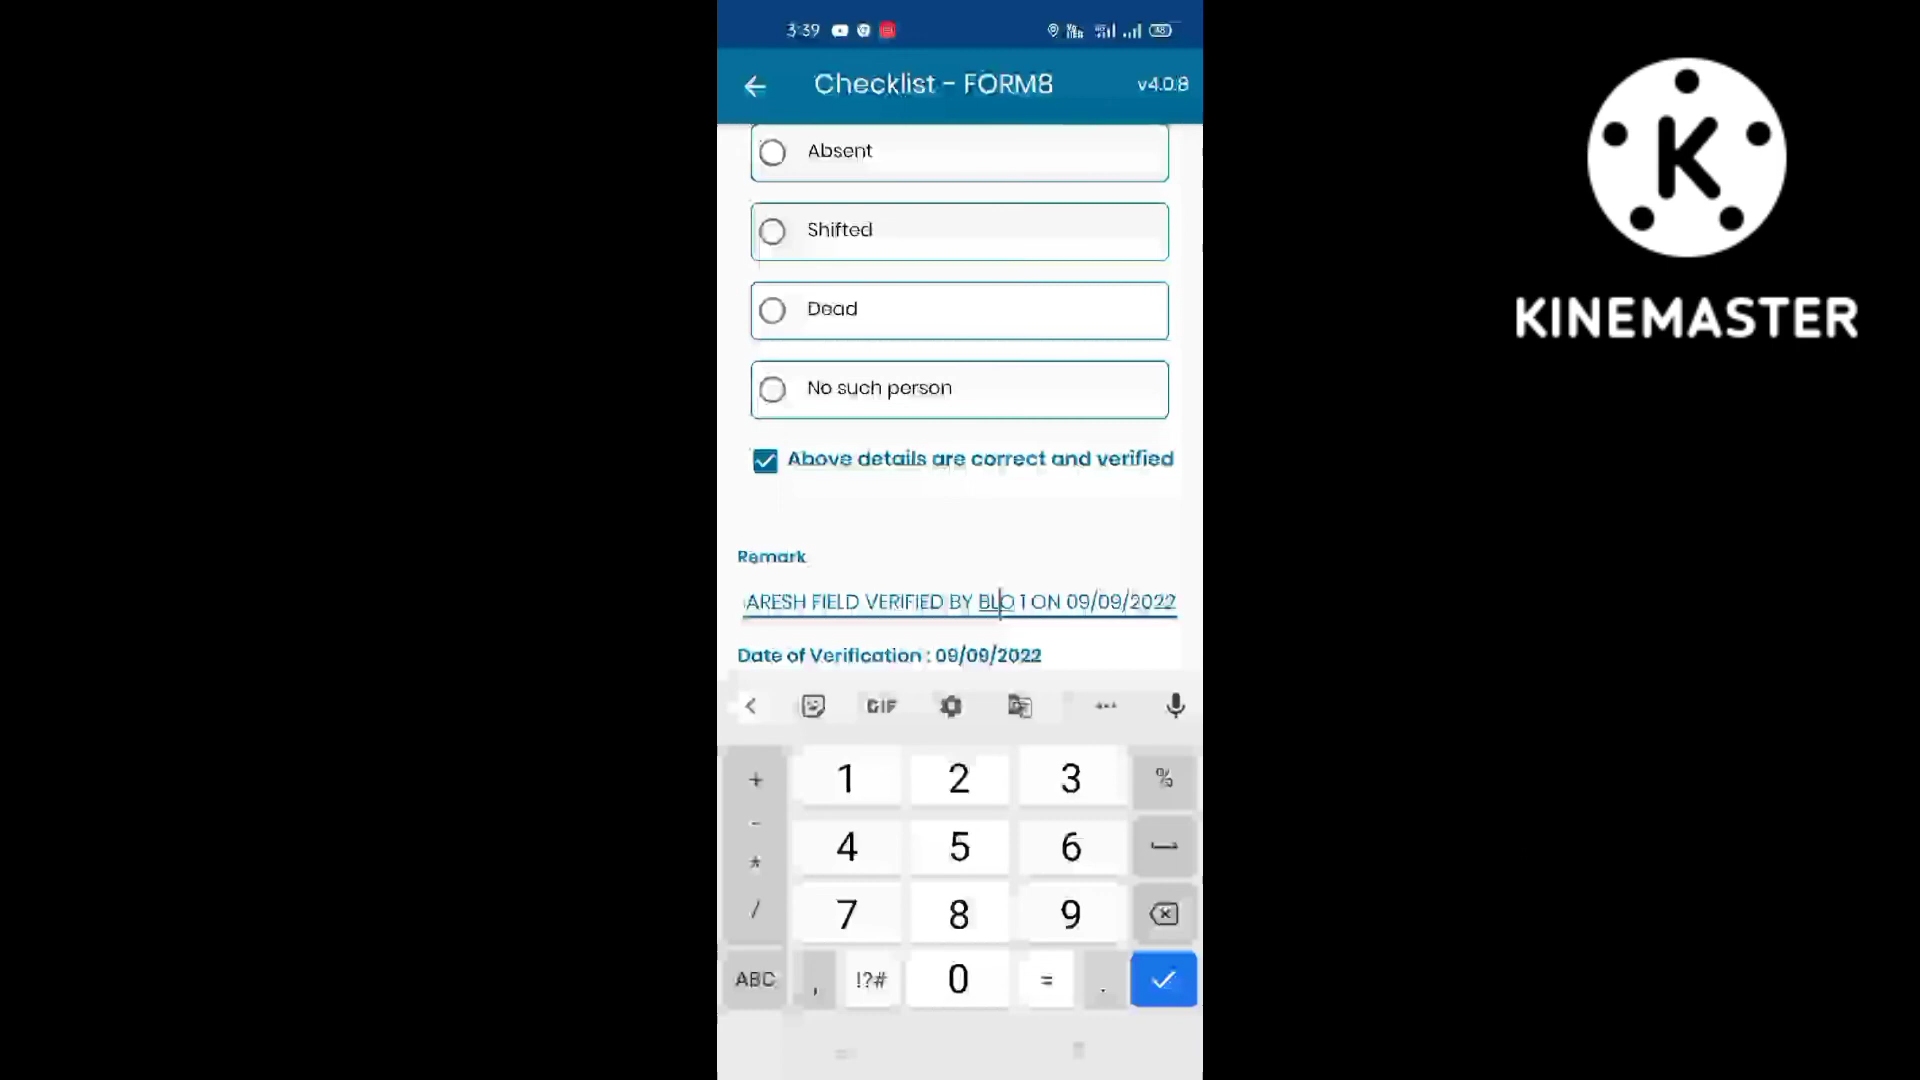 3:39
Checklist - FORM8 v4.0.8
Absent
Shifted
Dead
No such person
Above details are correct and verified
Remark
ARESH FIELD VERIFIED BY BLO 1 ON 09/09/2022
Date of Verification : 09/09/2022
GIF
+ 1 2 3 %
-
4 5 6
*
/ 7 8 9
ABC , !?# 0 = .
K
KINEMASTER